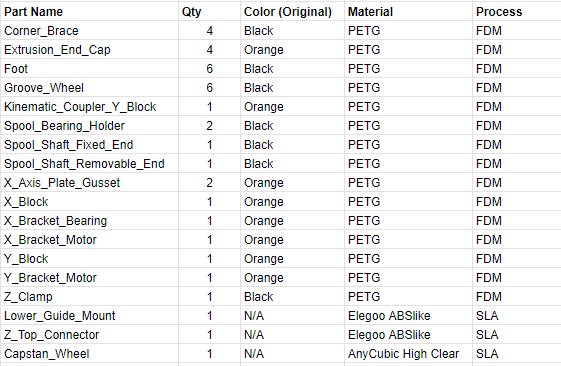 Part Name Qty Color (Original) Material Process
Corner_Brace 4 Black PETG FDM
Extrusion_End_Cap 4 Orange PETG FDM
Foot 6 Black PETG FDM
Groove_Wheel 6 Black PETG FDM
Kinematic_Coupler_Y_Block 1 Orange PETG FDM
Spool_Bearing_Holder 2 Black PETG FDM
Spool_Shaft_Fixed_End 1 Black PETG FDM
Spool_Shaft_Removable_End 1 Black PETG FDM
X_Axis_Plate_Gusset 2 Orange PETG FDM
X_Block 1 Orange PETG FDM
X_Bracket_Bearing 1 Orange PETG FDM
X_Bracket_Motor 1 Orange PETG FDM
Y_Block 1 Orange PETG FDM
Y_Bracket_Motor 1 Orange PETG FDM
Z_Clamp 1 Black PETG FDM
Lower_Guide_Mount 1 N/A Elegoo ABSlike SLA
Z_Top_Connector 1 N/A Elegoo ABSlike SLA
Capstan_Wheel 1 N/A AnyCubic High Clear SLA